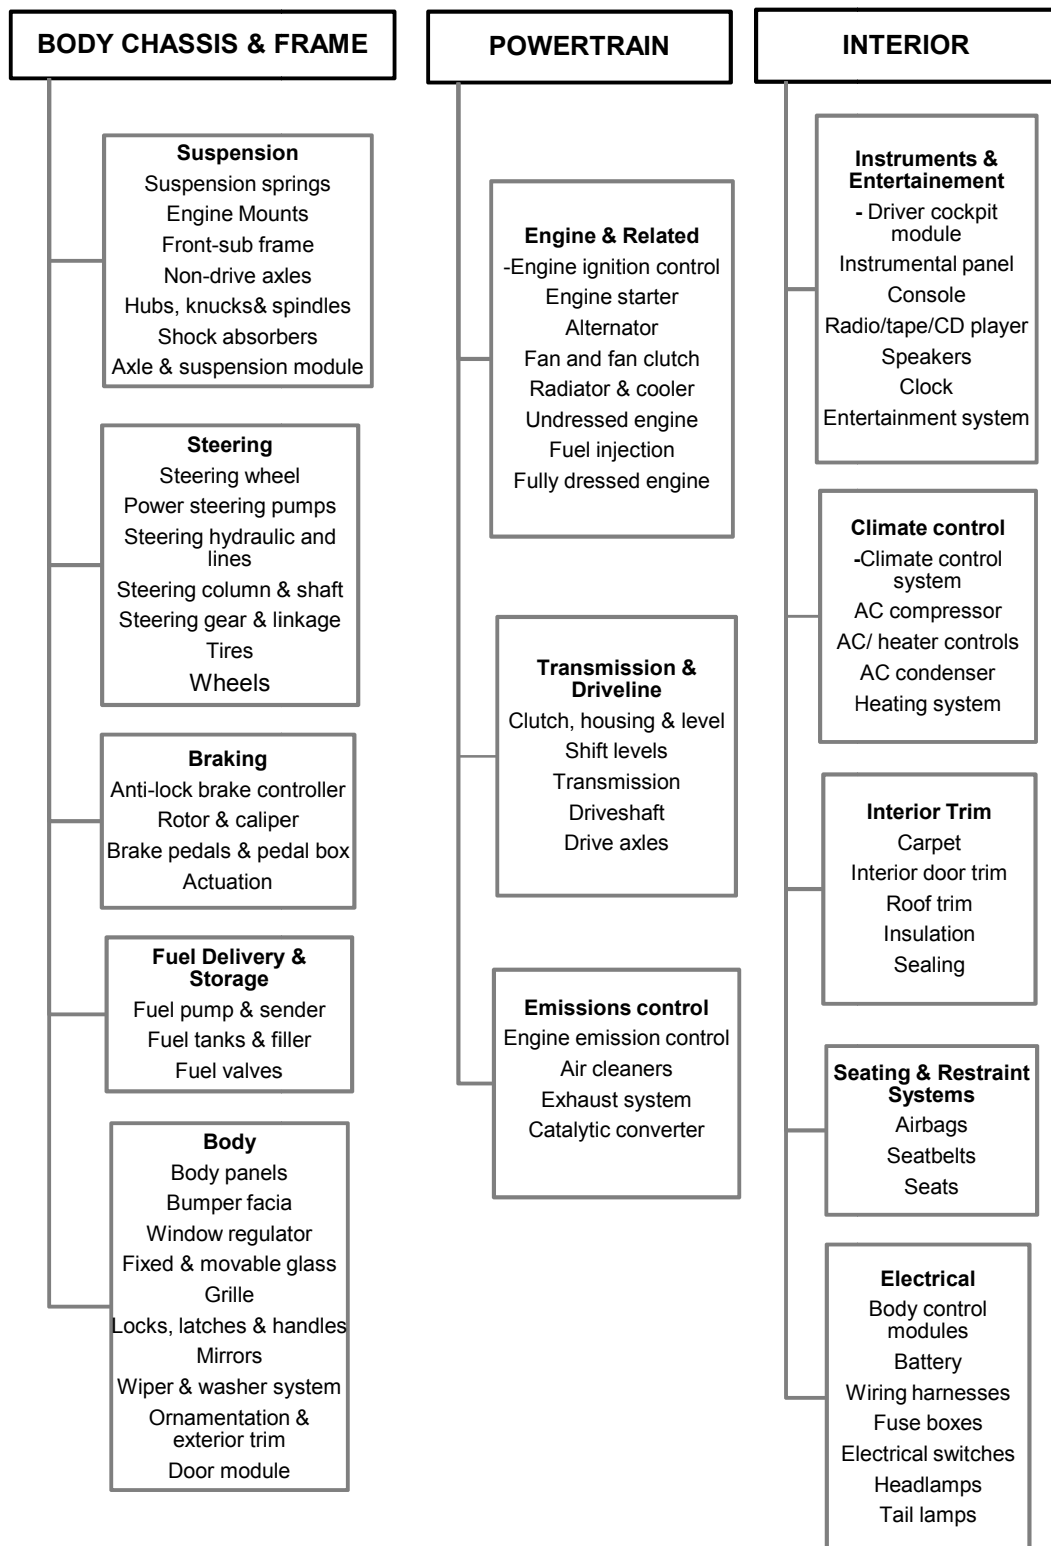 BODY CHASSIS & FRAME
Suspension
Suspension springs
Engine Mounts
Front-sub frame
Non-drive axles
Hubs, knucks& spindles
Shock absorbers
Axle & suspension module
Steering
Steering wheel
Power steering pumps
Steering hydraulic and
lines
Steering column & shaft
Steering gear & linkage
Tires
Wheels
Braking
Anti-lock brake controller
Rotor & caliper
Brake pedals & pedal box
Actuation
Fuel Delivery &
Storage
Fuel pump & sender
Fuel tanks & filler
Fuel valves
Body
Body panels
Bumper facia
Window regulator
Fixed & movable glass
Grille
Locks, latches & handles
Mirrors
Wiper & washer system
Ornamentation &
exterior trim
Door module
POWERTRAIN
Engine & Related
-Engine ignition control
Engine starter
Alternator
Fan and fan clutch
Radiator & cooler
Undressed engine
Fuel injection
Fully dressed engine
Transmission &
Driveline
Clutch, housing & level
Shift levels
Transmission
Driveshaft
Drive axles
Emissions control
Engine emission control
Air cleaners
Exhaust system
Catalytic converter
INTERIOR
Instruments &
Entertainement
- Driver cockpit
module
Instrumental panel
Console
Radio/tape/CD player
Speakers
Clock
Entertainment system
Climate control
-Climate control
system
AC compressor
AC/ heater controls
AC condenser
Heating system
Interior Trim
Carpet
Interior door trim
Roof trim
Insulation
Sealing
Seating & Restraint
Systems
Airbags
Seatbelts
Seats
Electrical
Body control
modules
Battery
Wiring harnesses
Fuse boxes
Electrical switches
Headlamps
Tail lamps